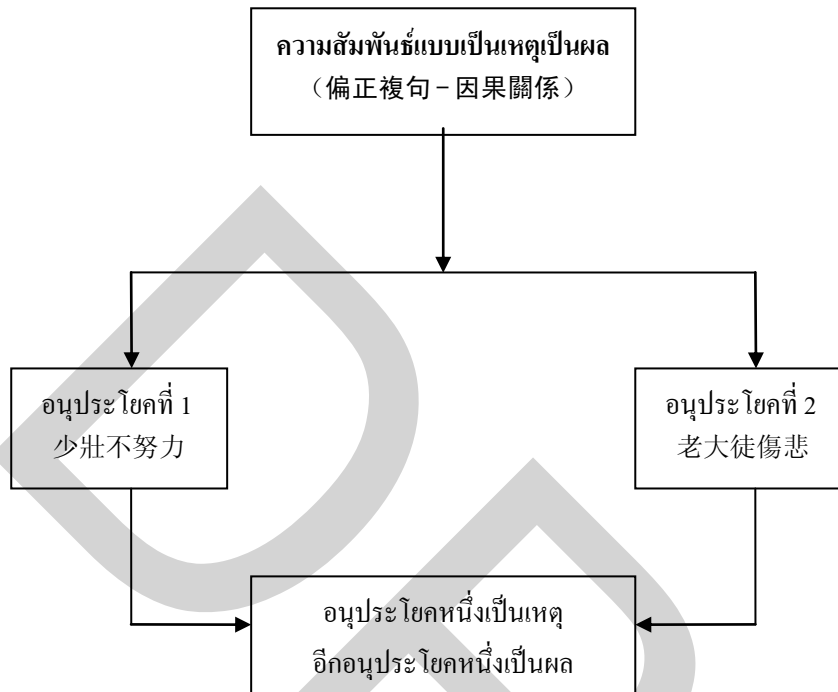 ความสัมพันธ์แบบเป็นเหตุเป็นผล
（偏正複句－因果關係）
อนุประโยคที่ 1
少壯不努力
อนุประโยคที่ 2
老大徒傷悲
อนุประโยคหนึ่งเป็นเหตุ
อีกอนุประโยคหนึ่งเป็นผล